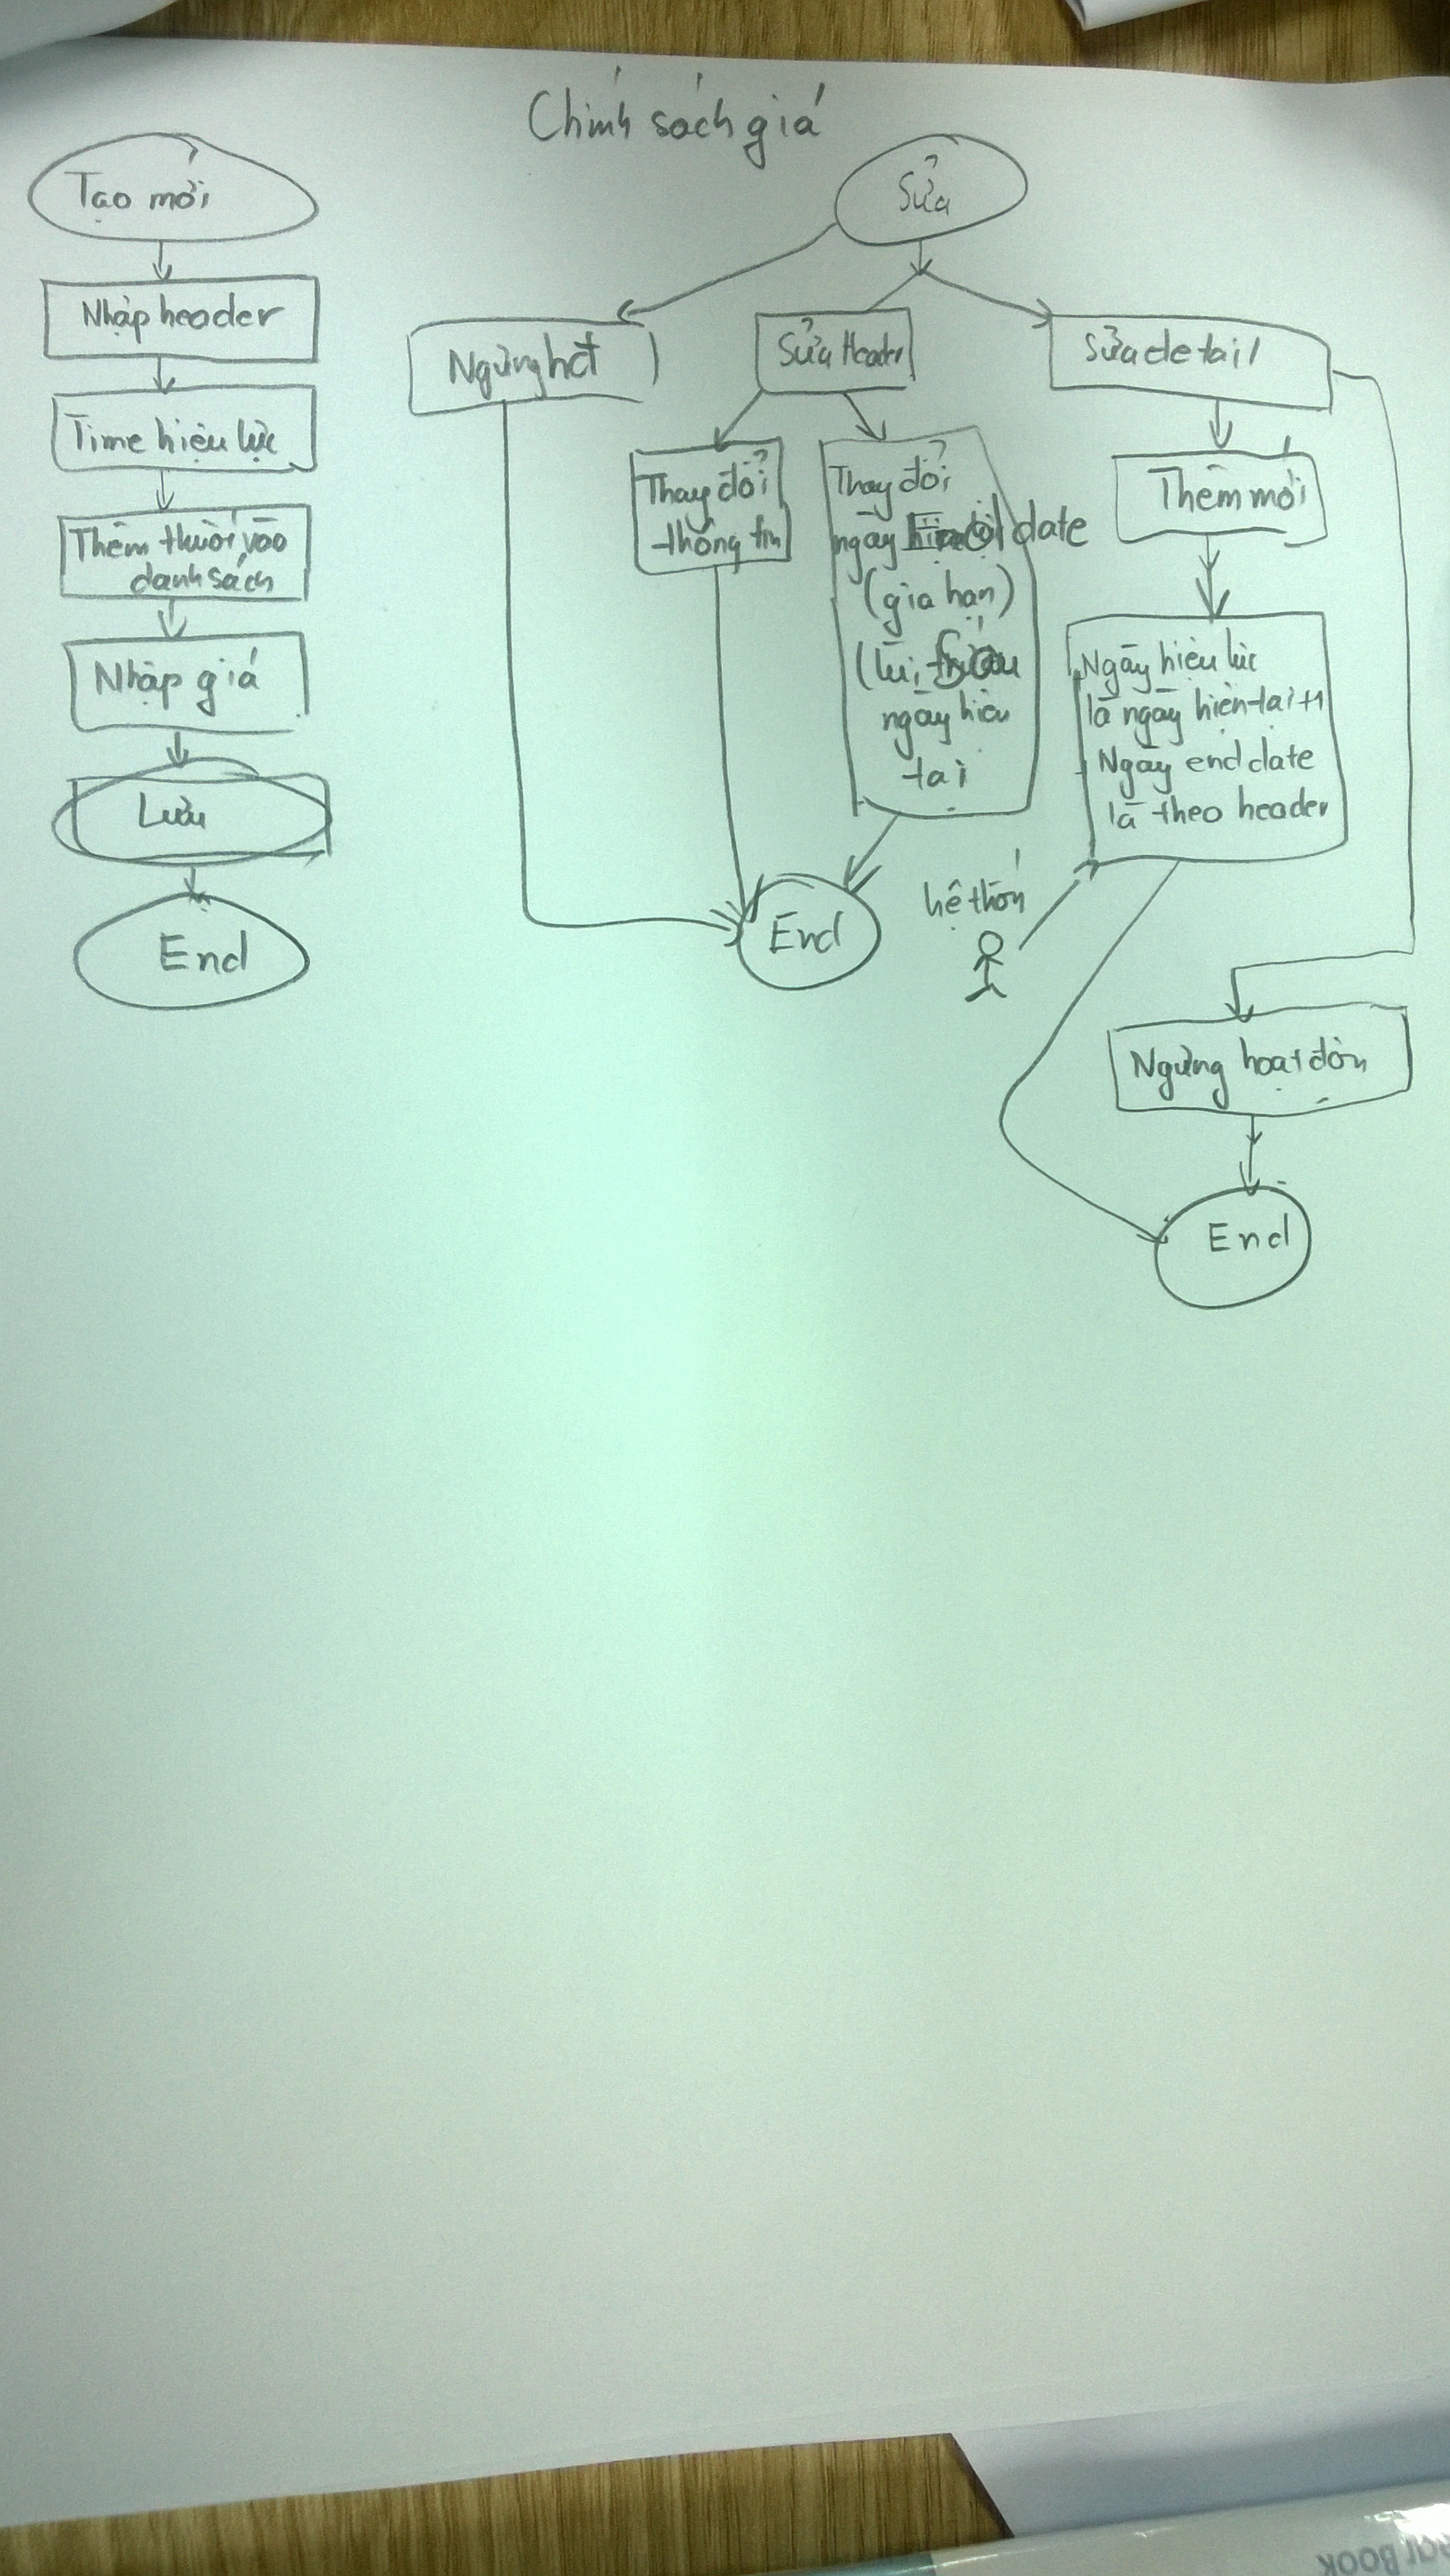 Chính sách giá
Tạo mới
Nhập header
Time hiệu lực
Thêm thuốc vào
danh sách
Nhập giá
Lưu
End
Sửa
Ngừng hết
Sửa Header
Thay đổi
thông tin
Thay đổi
ngày End date
(gia hạn)
(lùi
ngày hiện
tại
End
Sửa detail
Thêm mới
Ngày hiệu lực
là ngày hiện tại +1
Ngày end date
là theo header
hệ thốn
Ngừng hoạt độn
End
BOOK